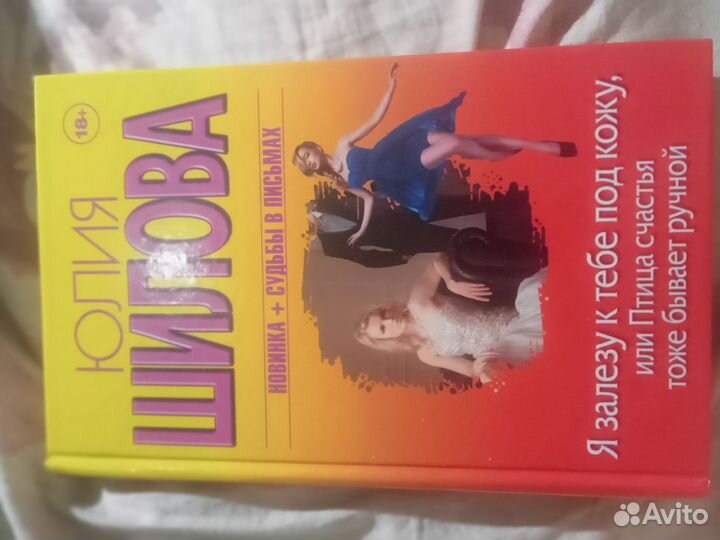 18+
ЮЛИЯ
ШИЛОВА
НОВИНКА + СУДЬБЫ В ПИСЬМАХ
Я залезу к тебе под кожу,
или Птица счастья
тоже бывает ручной
Avito